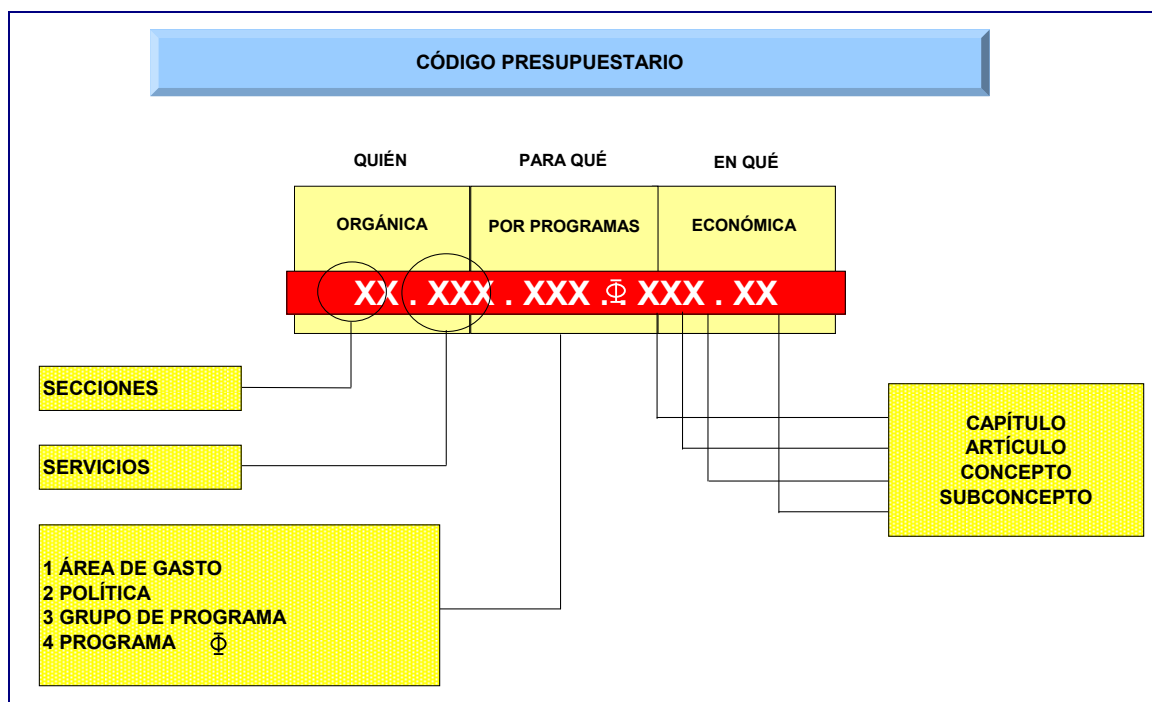 CÓDIGO PRESUPUESTARIO
QUIÉN PARA QUÉ EN QUÉ
ORGÁNICA POR PROGRAMAS ECONÓMICA
XX . XXX . XXX . Φ XXX . XX
SECCIONES
SERVICIOS
1 ÁREA DE GASTO
2 POLÍTICA
3 GRUPO DE PROGRAMA
4 PROGRAMA Φ
CAPÍTULO
ARTÍCULO
CONCEPTO
SUBCONCEPTO